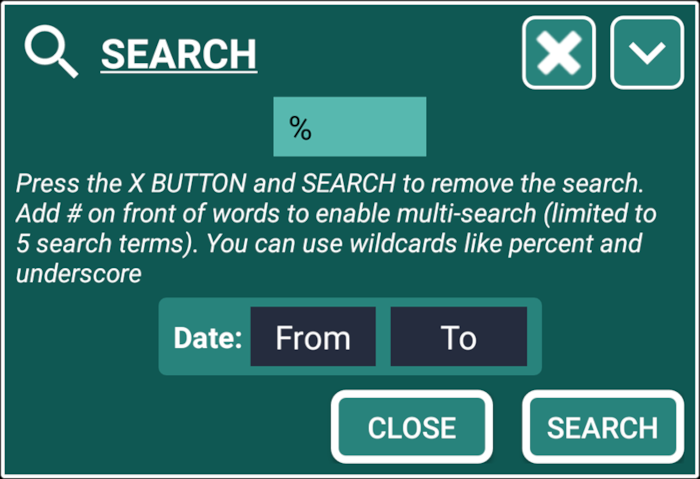 SEARCH
%
Press the X BUTTON and SEARCH to remove the search.
Add # on front of words to enable multi-search (limited to
5 search terms). You can use wildcards like percent and
underscore
Date: From To
CLOSE SEARCH